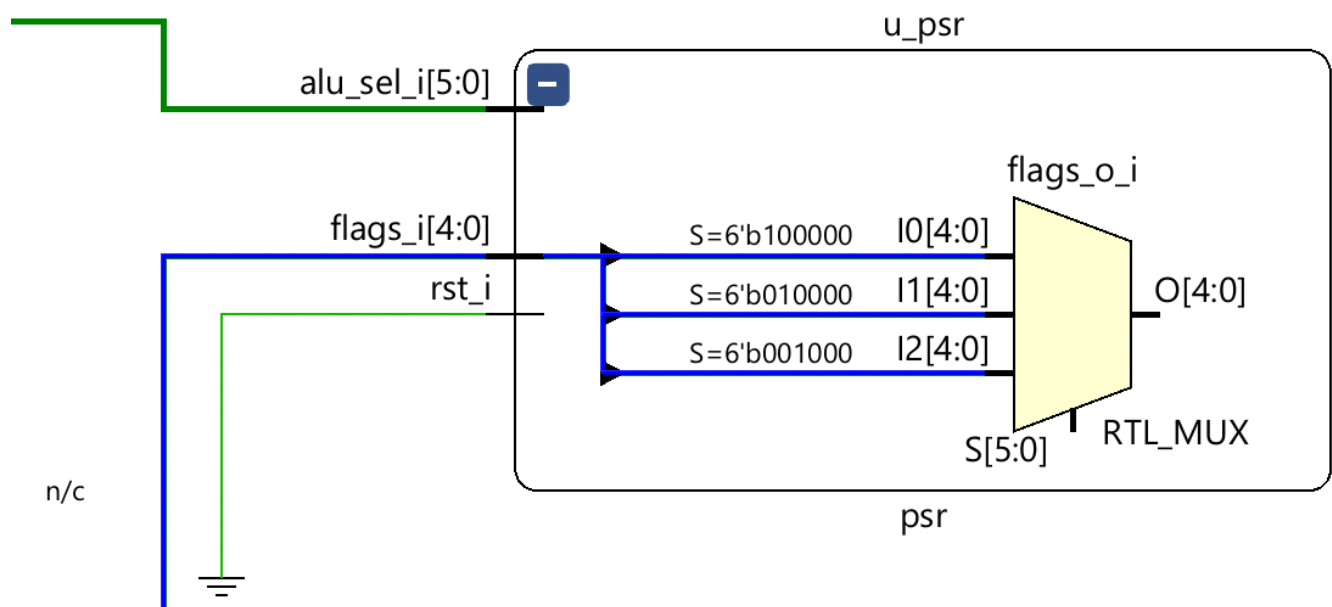 u_psr
alu_sel_i[5:0]
flags_o_i
flags_i[4:0]
S=6'b100000
I0[4:0]
rst_i
S=6'b010000
I1[4:0]
O[4:0]
S=6'b001000
I2[4:0]
S[5:0]
RTL_MUX
n/c
psr